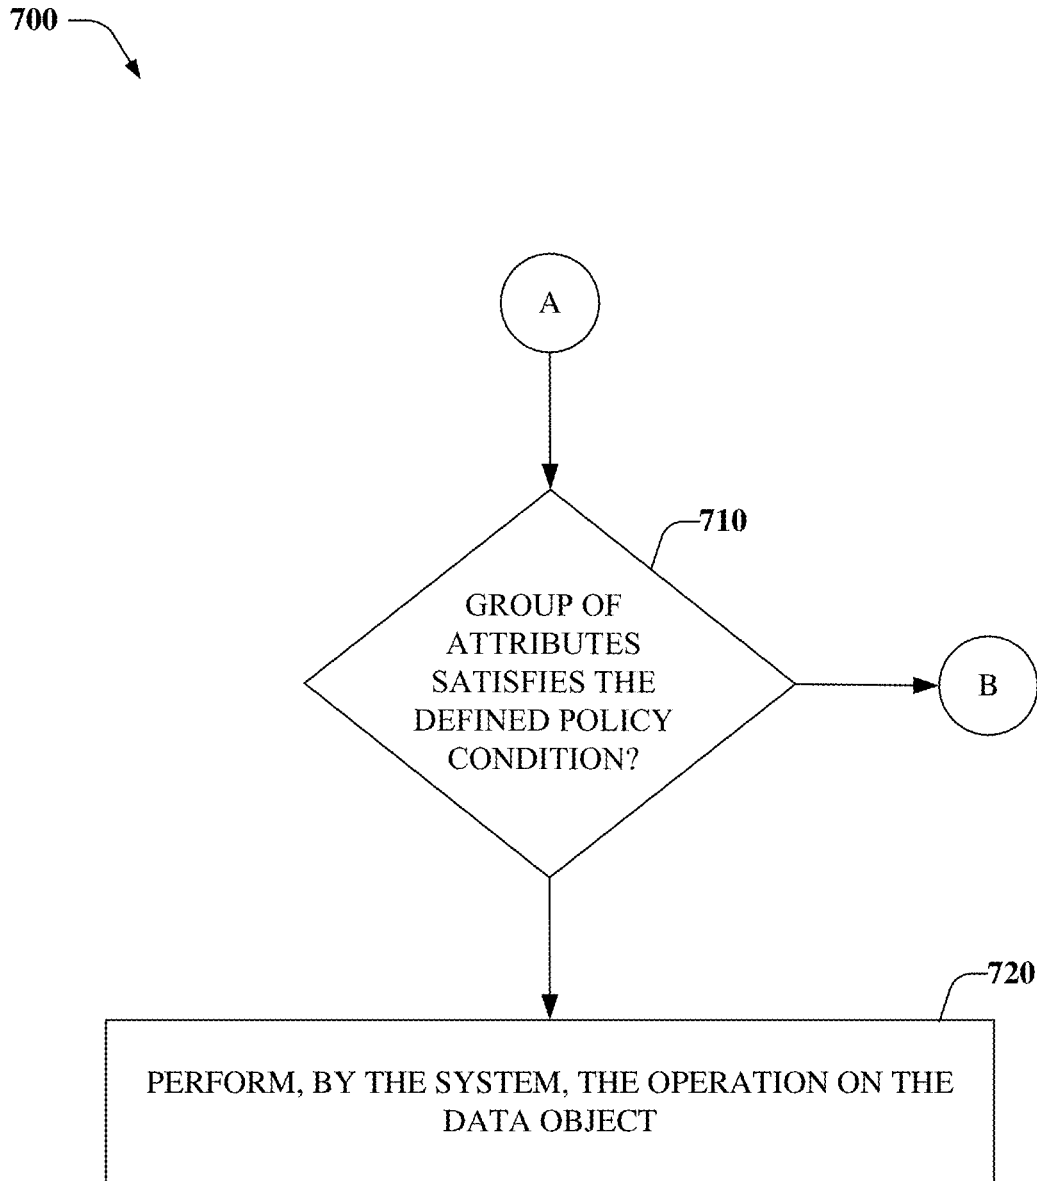 700
A
710
GROUP OF
ATTRIBUTES
SATISFIES THE
DEFINED POLICY
CONDITION?
B
720
PERFORM, BY THE SYSTEM, THE OPERATION ON THE
DATA OBJECT